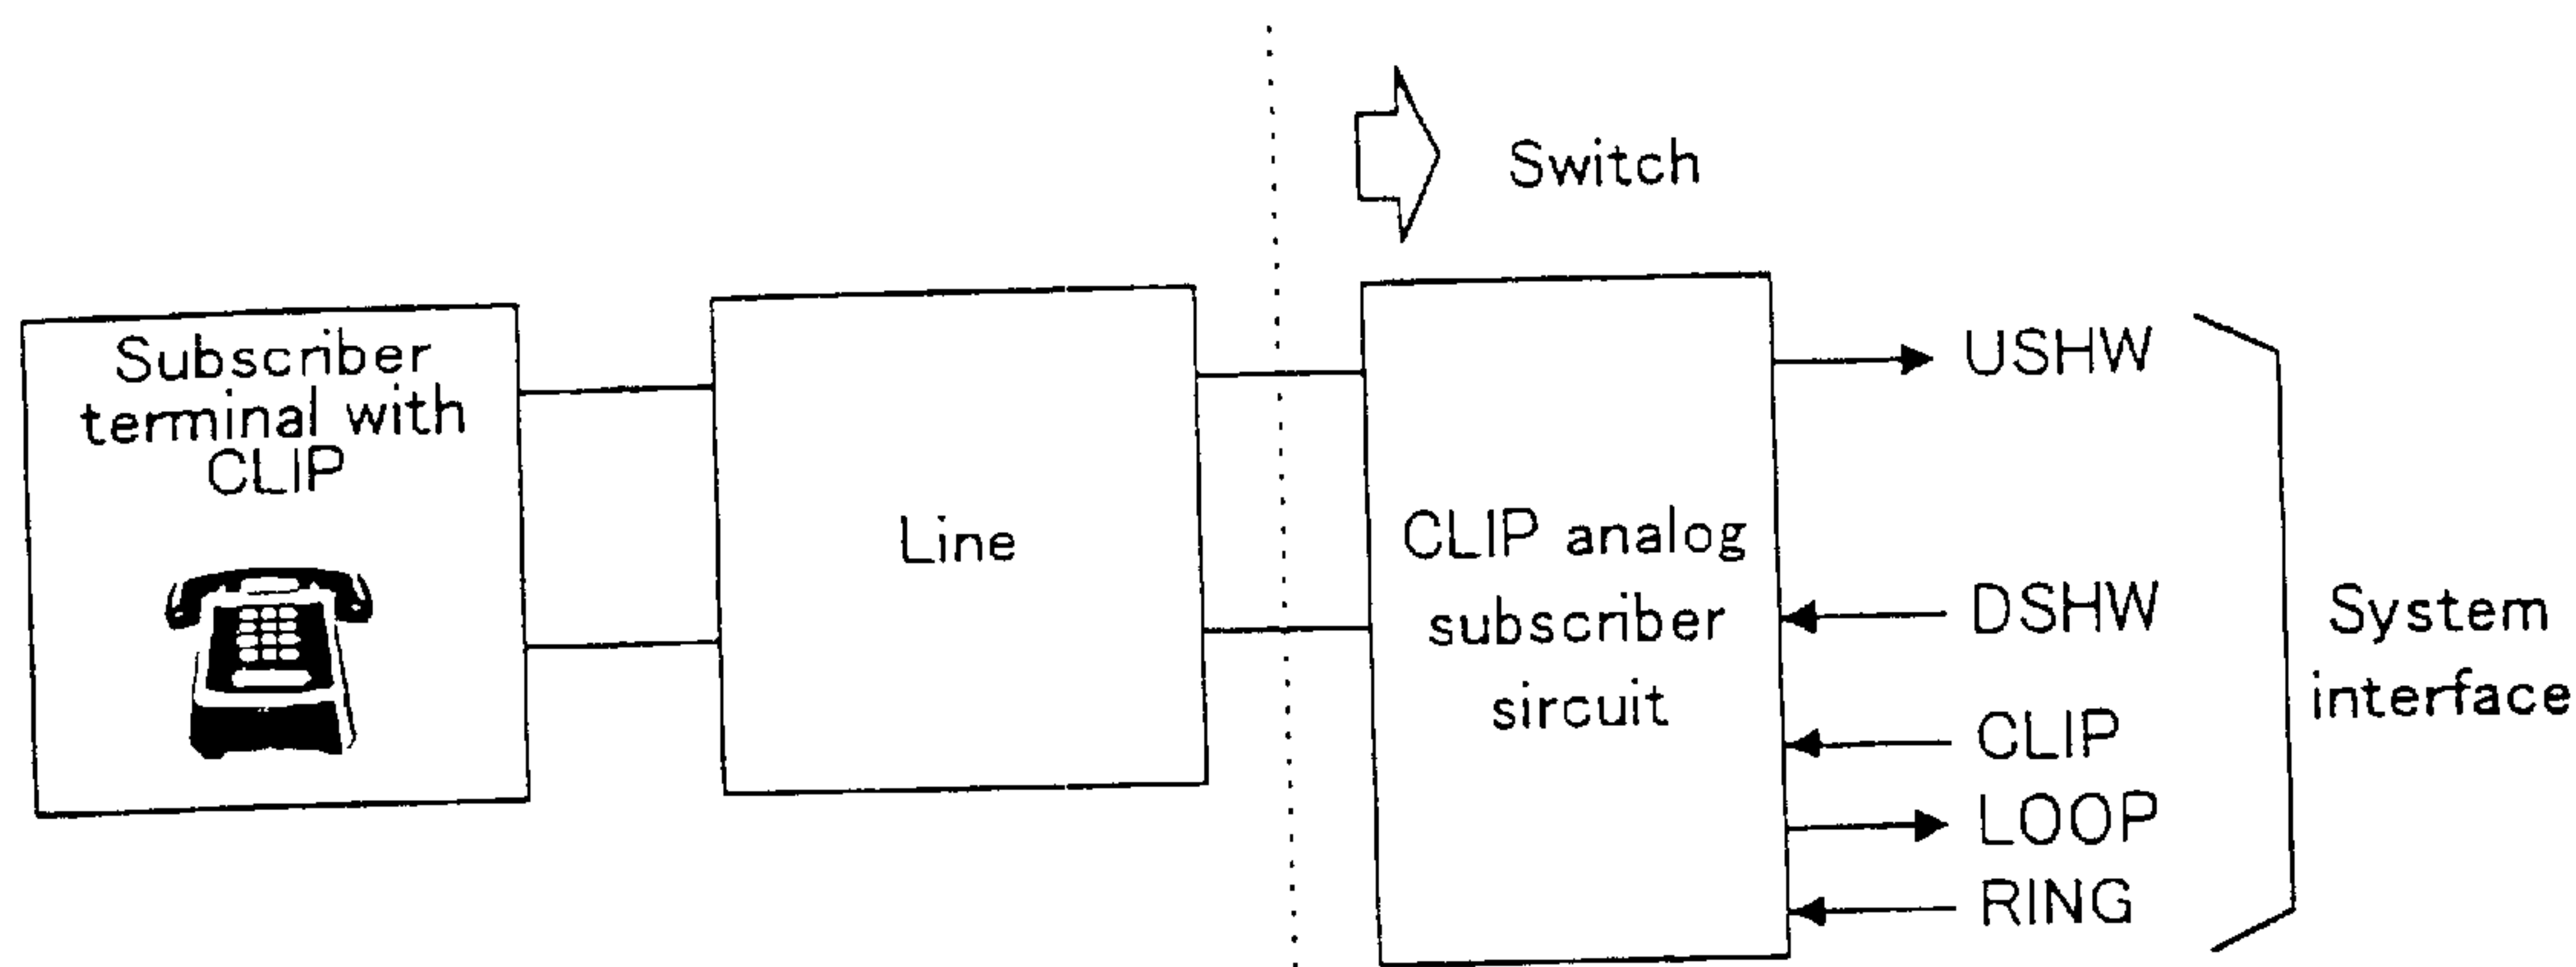 Switch
Subscriber
terminal with
CLIP
Line
CLIP analog
subscriber
sircuit
USHW
DSHW
CLIP
LOOP
RING
System
interface